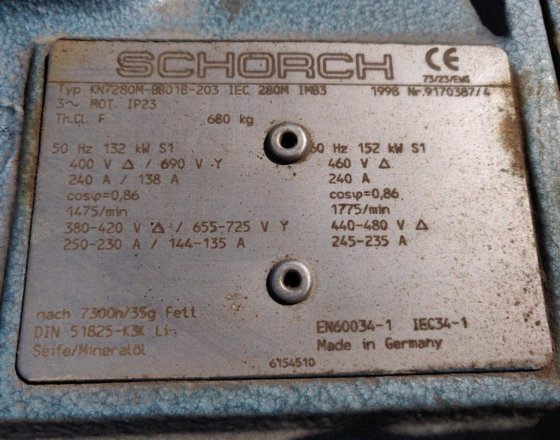 SCHORCH
CE
73/23/EWG
Typ KN7280M-BB01B-203 IEC 280M IMB3 1998 Nr.9170387/4
3~ MOT. IP23
Th.Cl. F 680 kg
50 Hz 132 kW S1
400 V Δ / 690 V Y
240 A / 138 A
cosφ=0,86
1475/min
380-420 V Δ / 655-725 V Y
250-230 A / 144-135 A
60 Hz 152 kW S1
460 V Δ
240 A
cosφ=0,86
1775/min
440-480 V Δ
245-235 A
nach 7300h/35g Fett
DIN 51825-K3K Li-
Seife/Mineralöl
EN60034-1 IEC34-1
Made in Germany
6154510